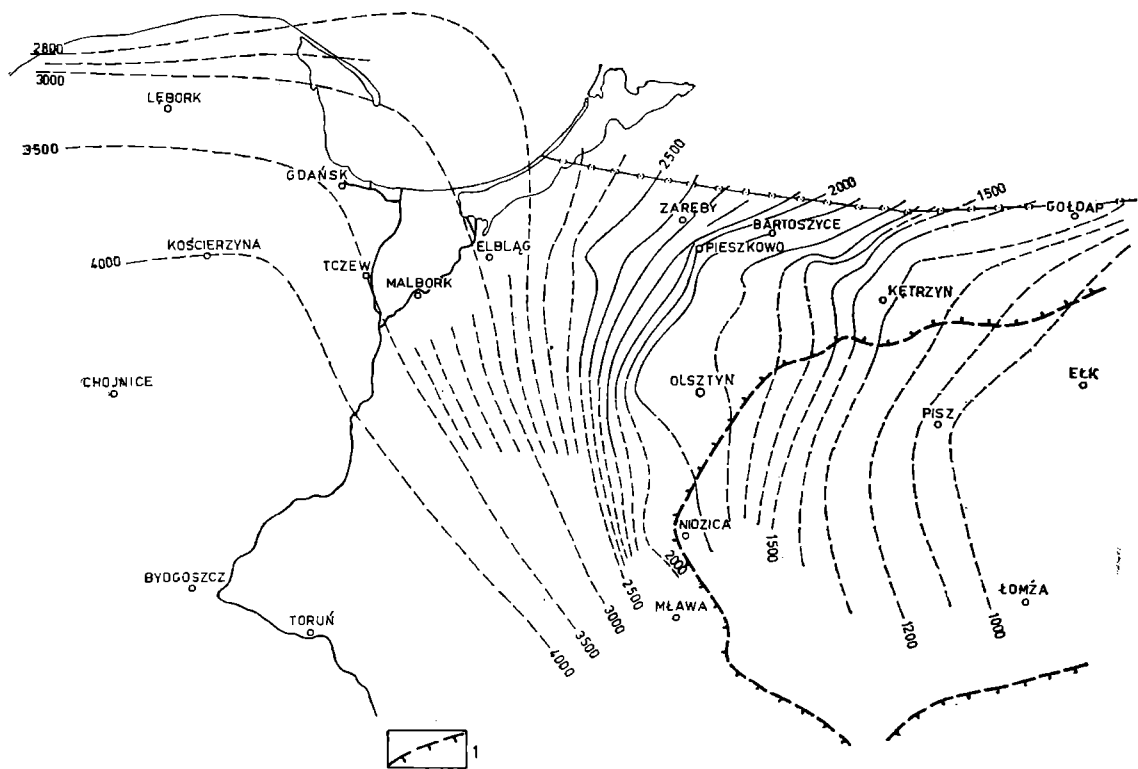 2800
3000
LĘBORK
3500
GDAŃSK
2500
2000
1500
ZAREBY
GOŁDAP
BARTOSZYCE
KOŚCIERZYNA
ELBLĄG
PIESZKOWO
4000
TCZEW
MALBORK
KĘTRZYN
CHOJNICE
OLSZTYN
EŁK
PISZ
NIDZICA
1500
2000
BYDGOSZCZ
2500
MŁAWA
ŁOMŻA
3000
TORUŃ
3500
1200
1000
4000
1